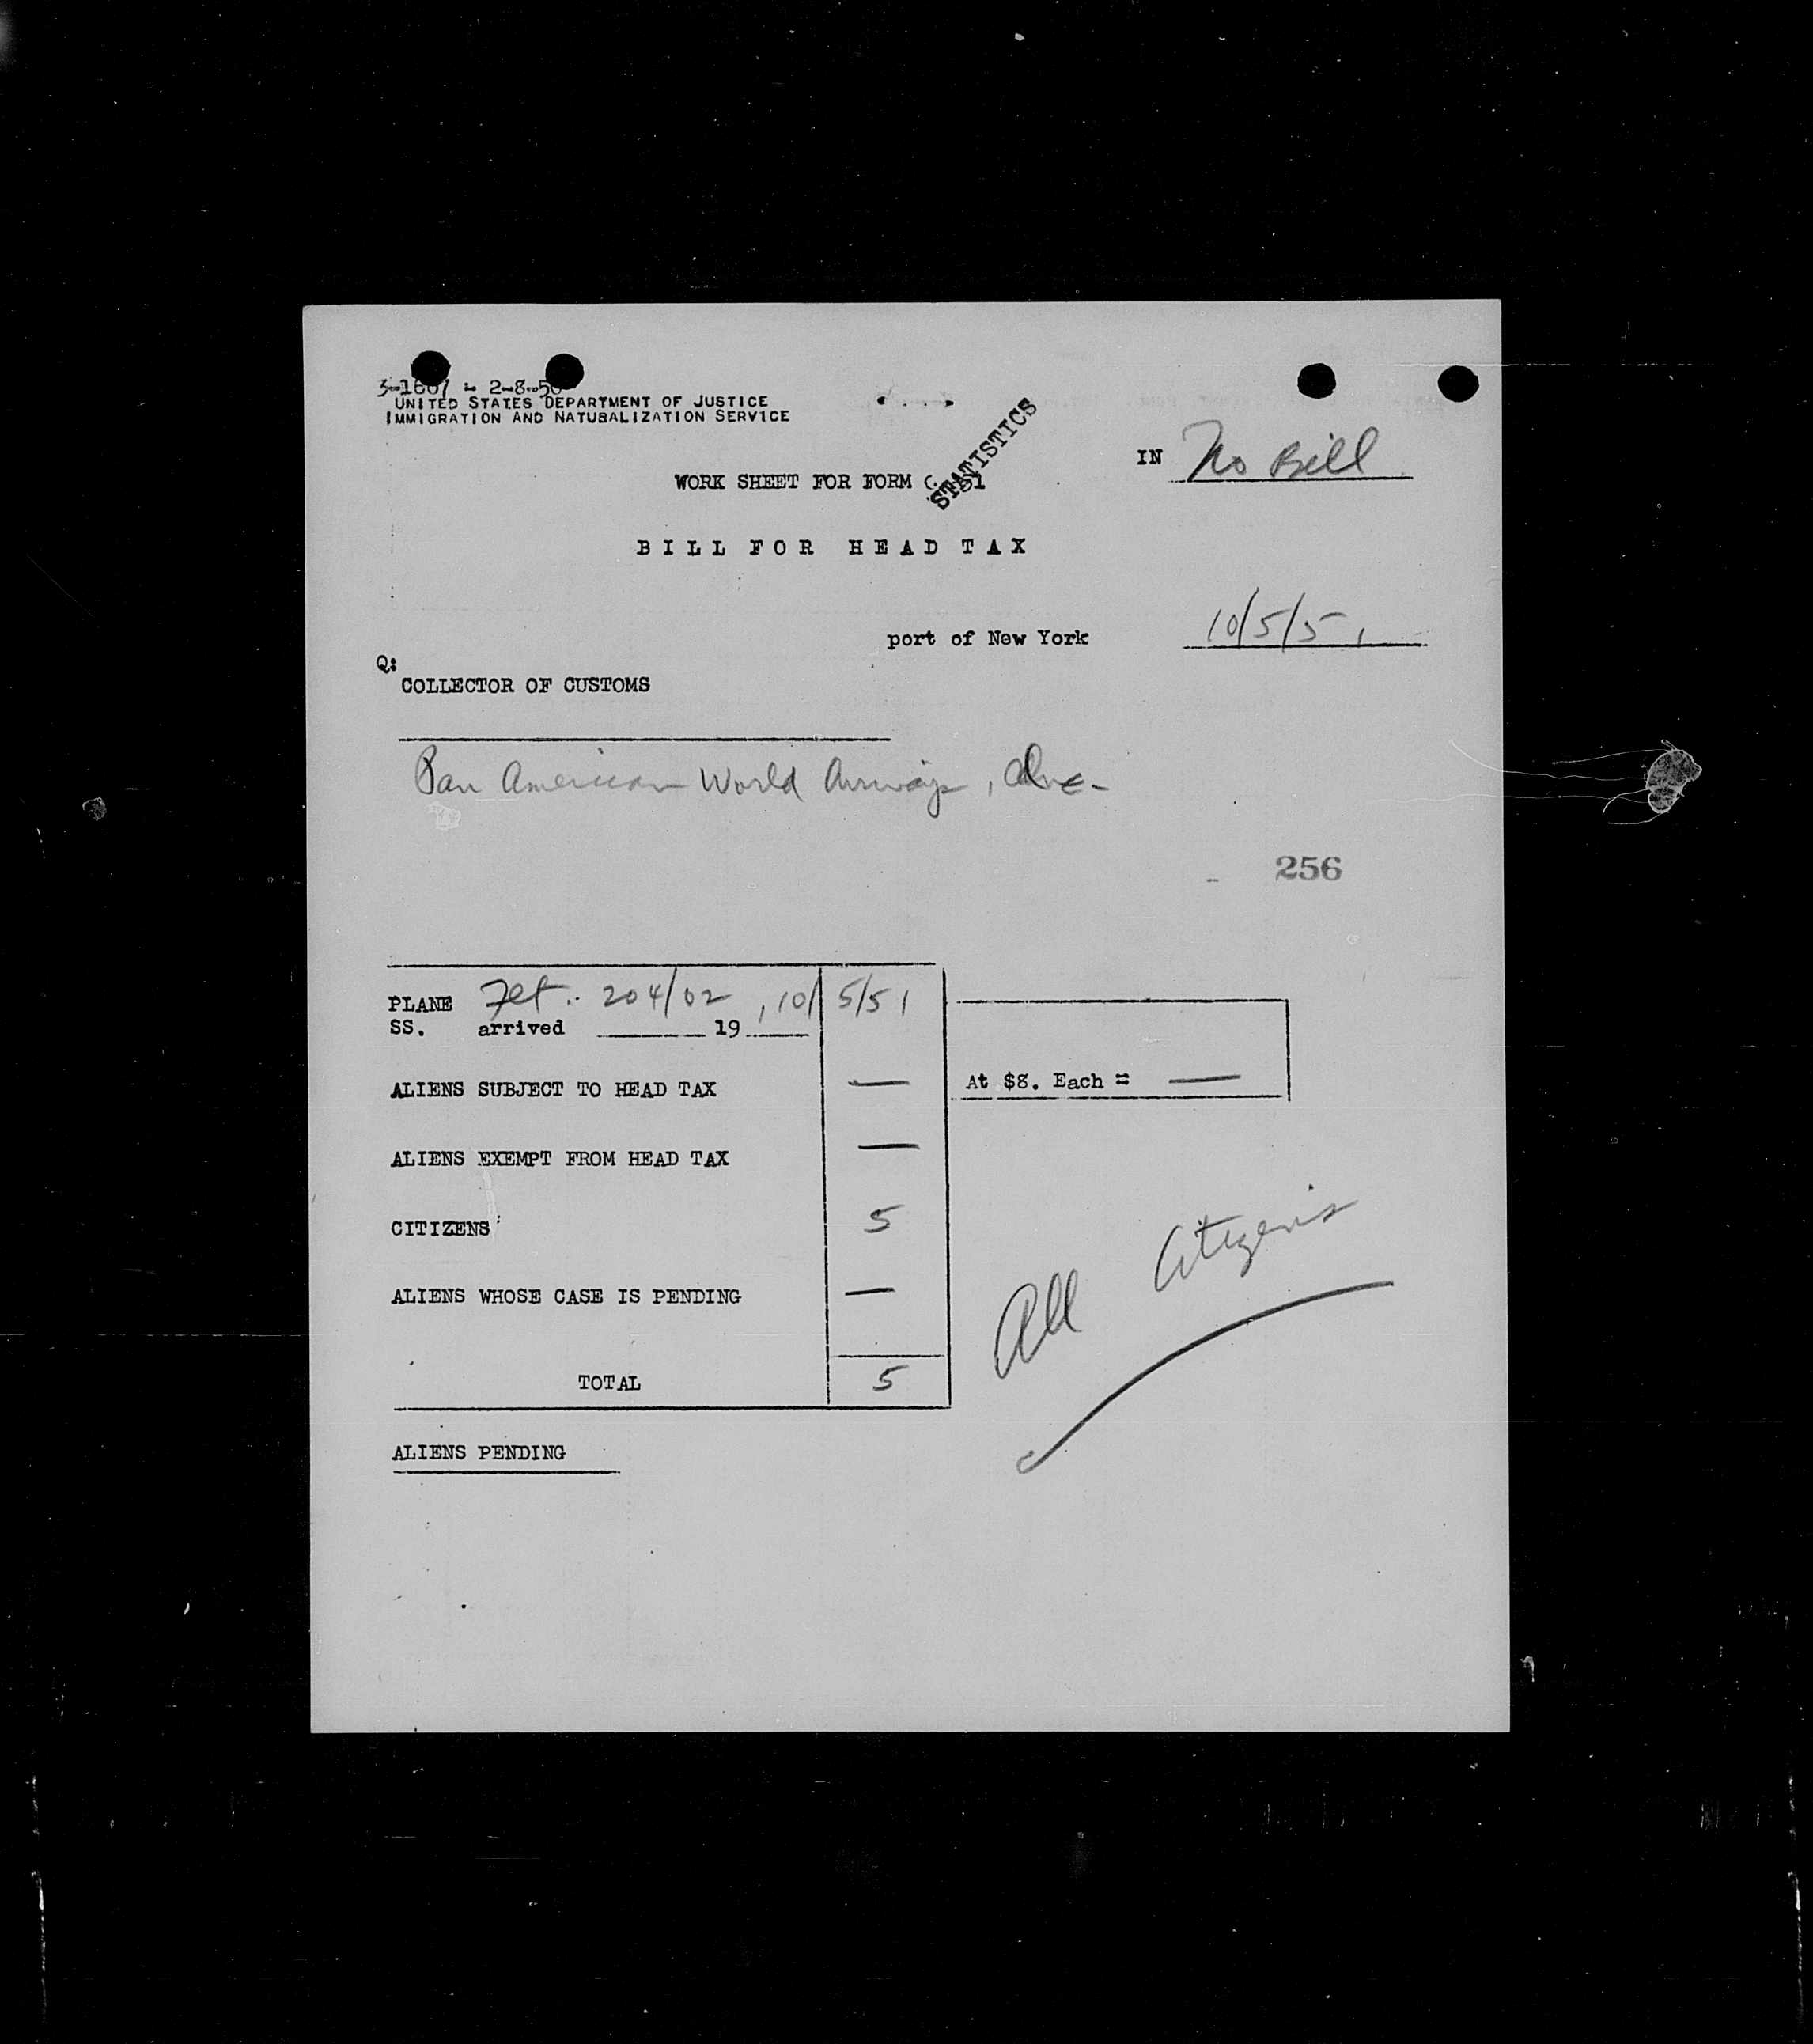 3-1607 - 2-8-50
UNITED STATES DEPARTMENT OF JUSTICE
IMMIGRATION AND NATURALIZATION SERVICE
STATISTICS
IN No Bill
WORK SHEET FOR FORM
BILL FOR HEAD TAX
port of New York 10/5/51
Q:
COLLECTOR OF CUSTOMS
Pan American World Airways, Inc.
256
PLANE 204/02, 10/5/51
SS. arrived 19
ALIENS SUBJECT TO HEAD TAX — At $8. Each = —
ALIENS EXEMPT FROM HEAD TAX —
CITIZENS 5
All Citizens
ALIENS WHOSE CASE IS PENDING —
TOTAL 5
ALIENS PENDING